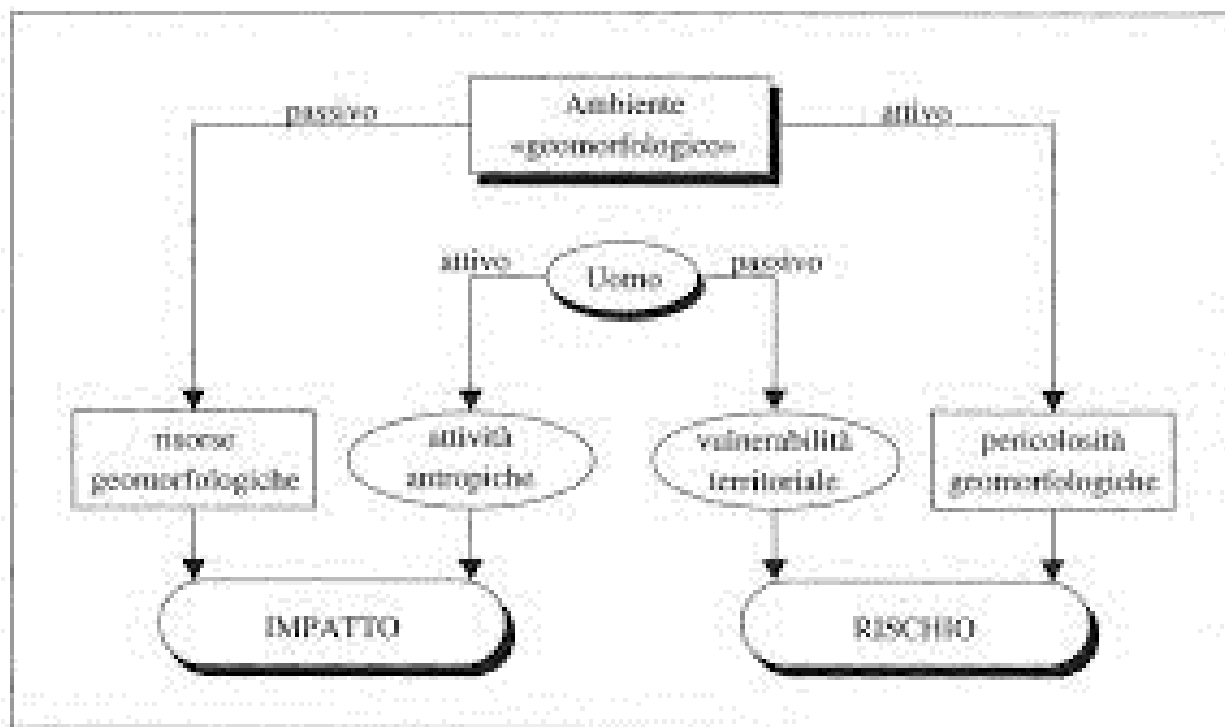 Ambiente
«geomorfologico»
passivo
attivo
Uomo
attivo
passivo
risorse
geomorfologiche
attività
antropiche
vulnerabilità
territoriale
pericolosità
geomorfologiche
IMPATTO
RISCHIO